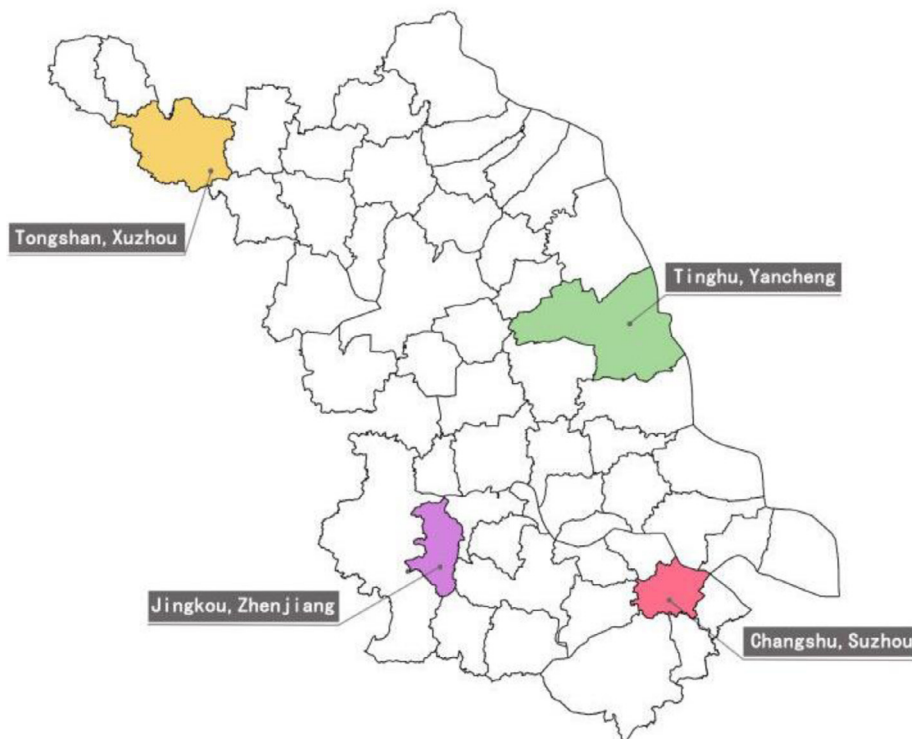 Tongshan, Xuzhou
Tinghu, Yancheng
Jingkou, Zhenjiang
Changshu, Suzhou